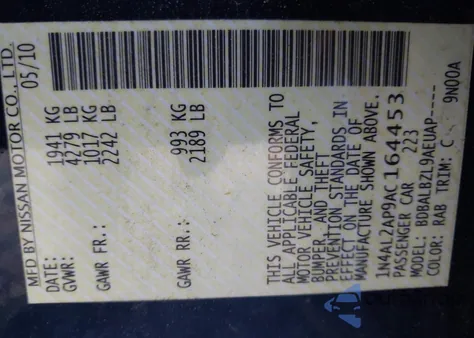 MFD BY NISSAN MOTOR CO., LTD.
DATE: 05/10
GVWR: 1941 KG
4279 LB
GAWR FR.: 1017 KG
2242 LB
GAWR RR.: 993 KG
2189 LB
THIS VEHICLE CONFORMS TO
ALL APPLICABLE FEDERAL
MOTOR VEHICLE SAFETY,
BUMPER, AND THEFT
PREVENTION STANDARDS IN
EFFECT ON THE DATE OF
MANUFACTURE SHOWN ABOVE.
1N4AL2AP9AC164453
PASSENGER CAR 223
MODEL: BDBALBZL9AEUAP----
COLOR: RAB TRIM: C 9N00A